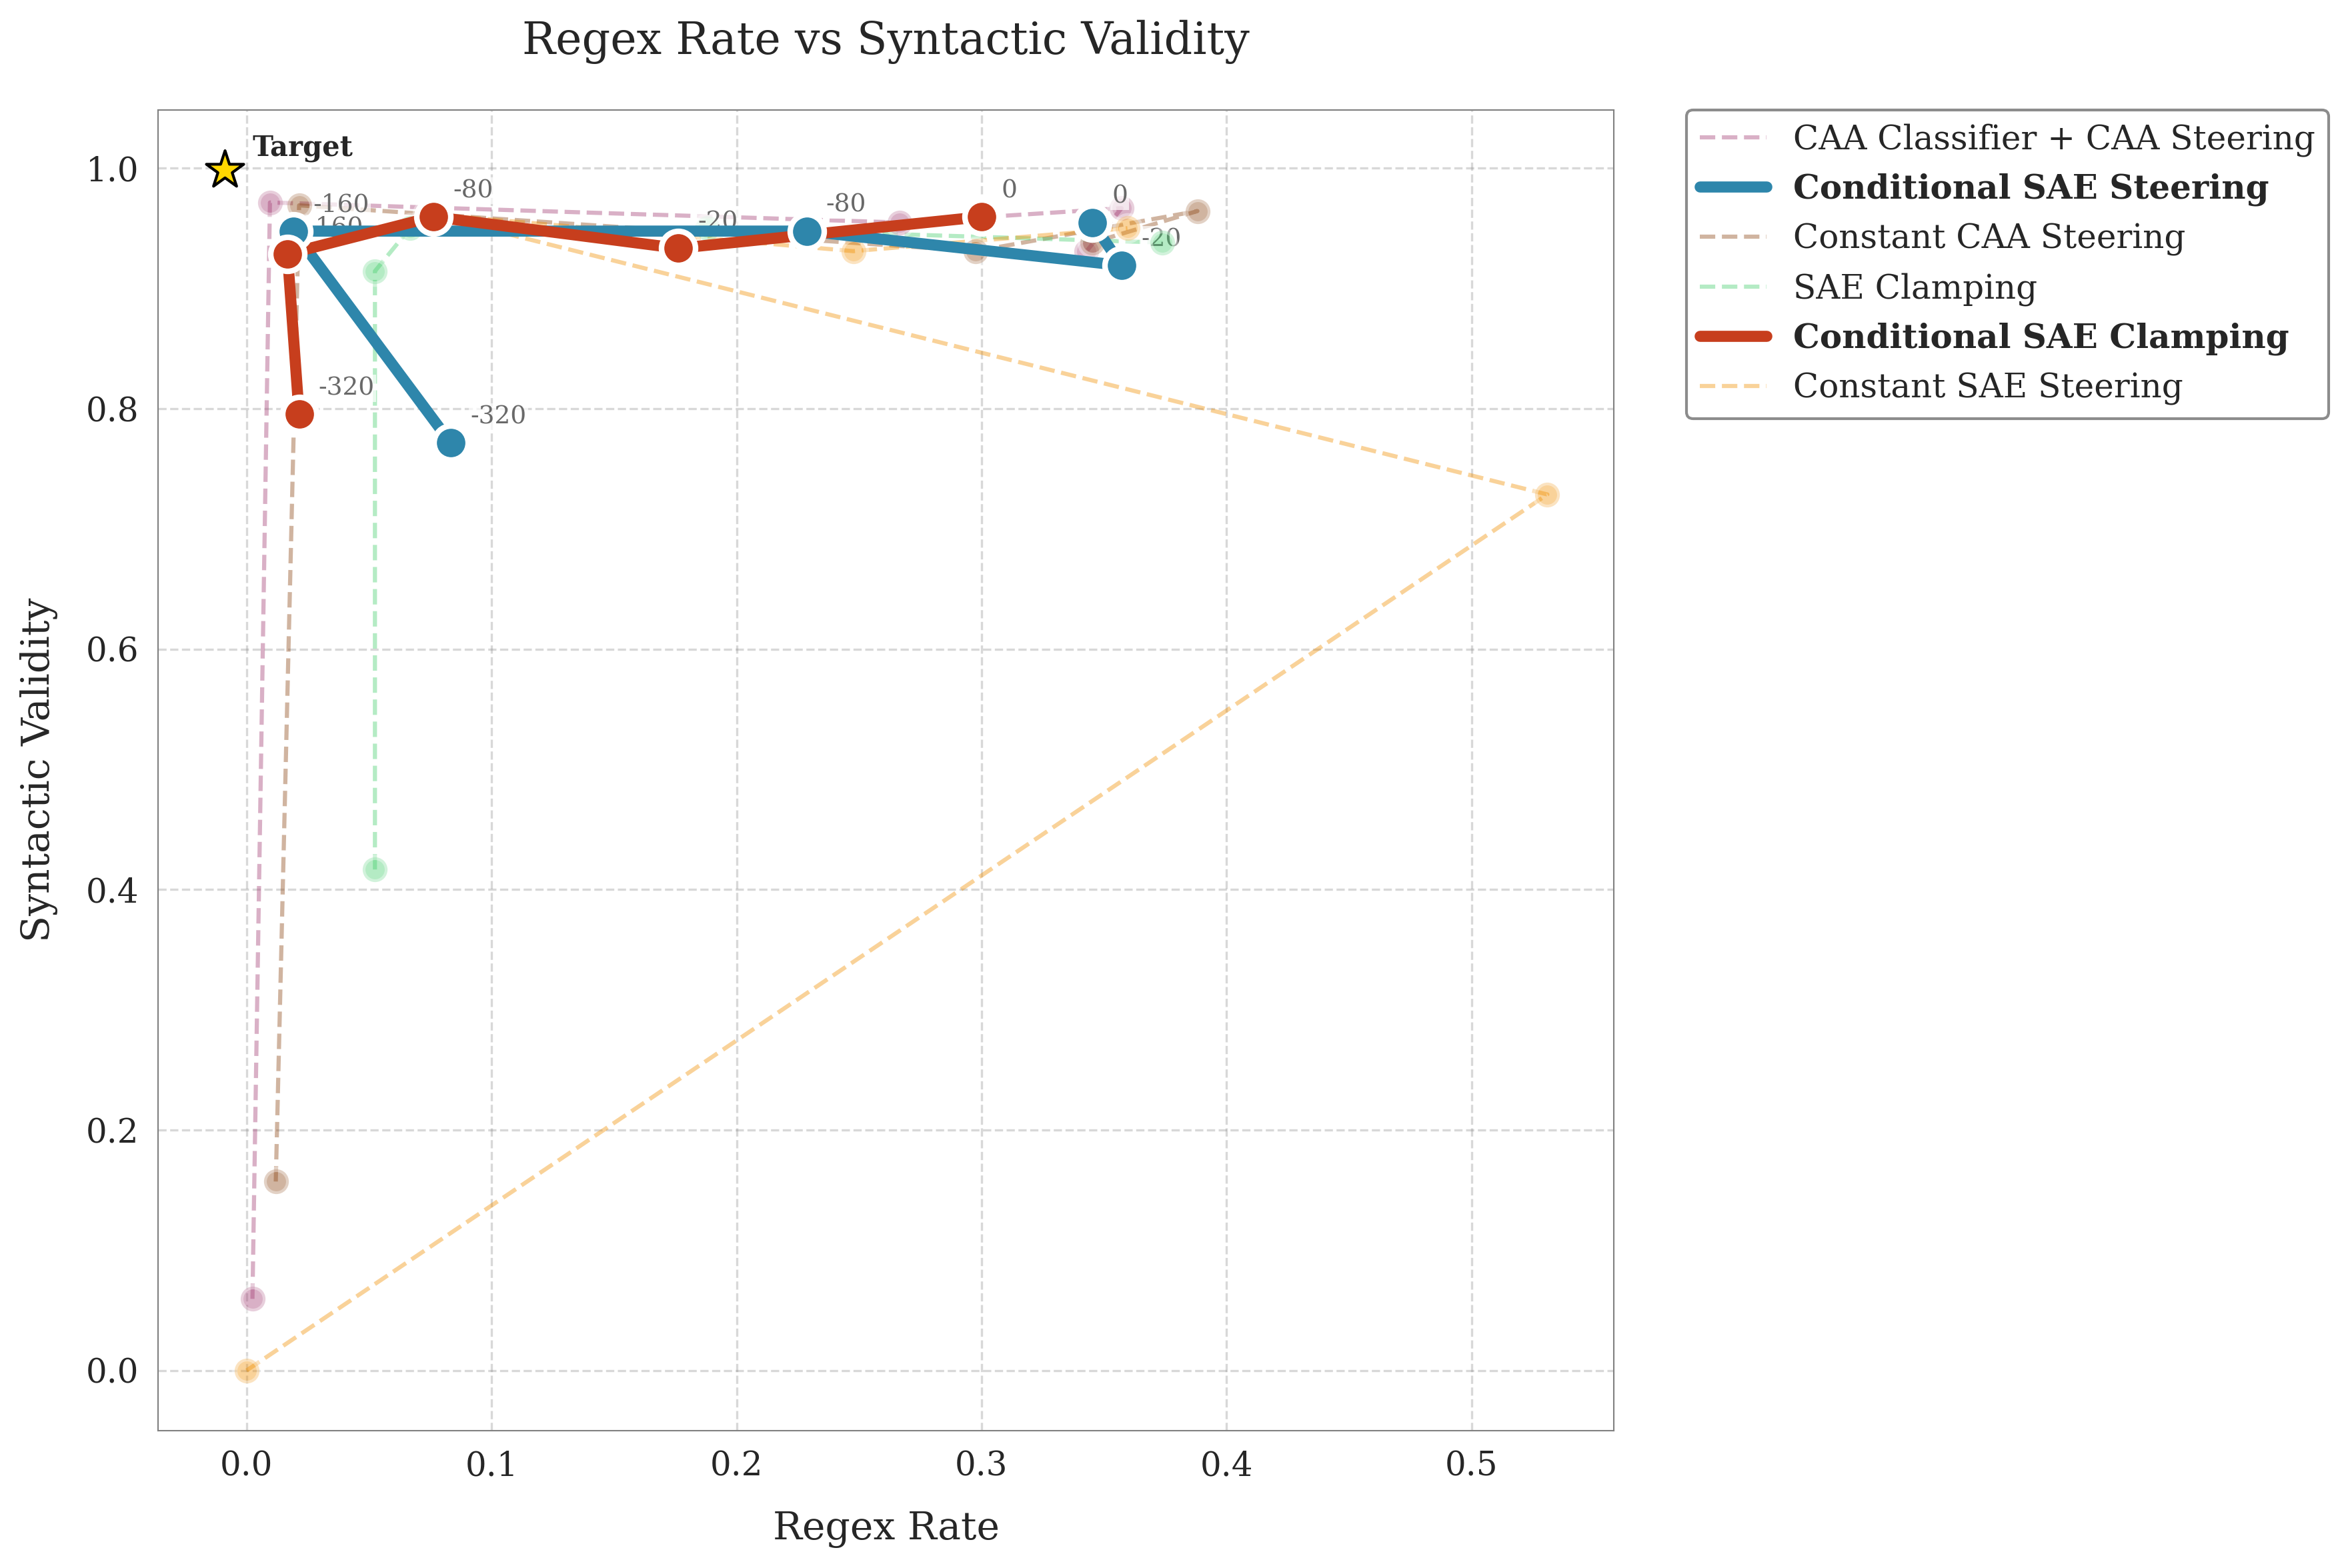 Regex Rate vs Syntactic Validity
Target
-160
-160
-80
-20
-80
0
0
-20
-320
-320
1.0
0.8
0.6
0.4
0.2
0.0
Syntactic Validity
0.0
0.1
0.2
0.3
0.4
0.5
Regex Rate
CAA Classifier + CAA Steering
Conditional SAE Steering
Constant CAA Steering
SAE Clamping
Conditional SAE Clamping
Constant SAE Steering